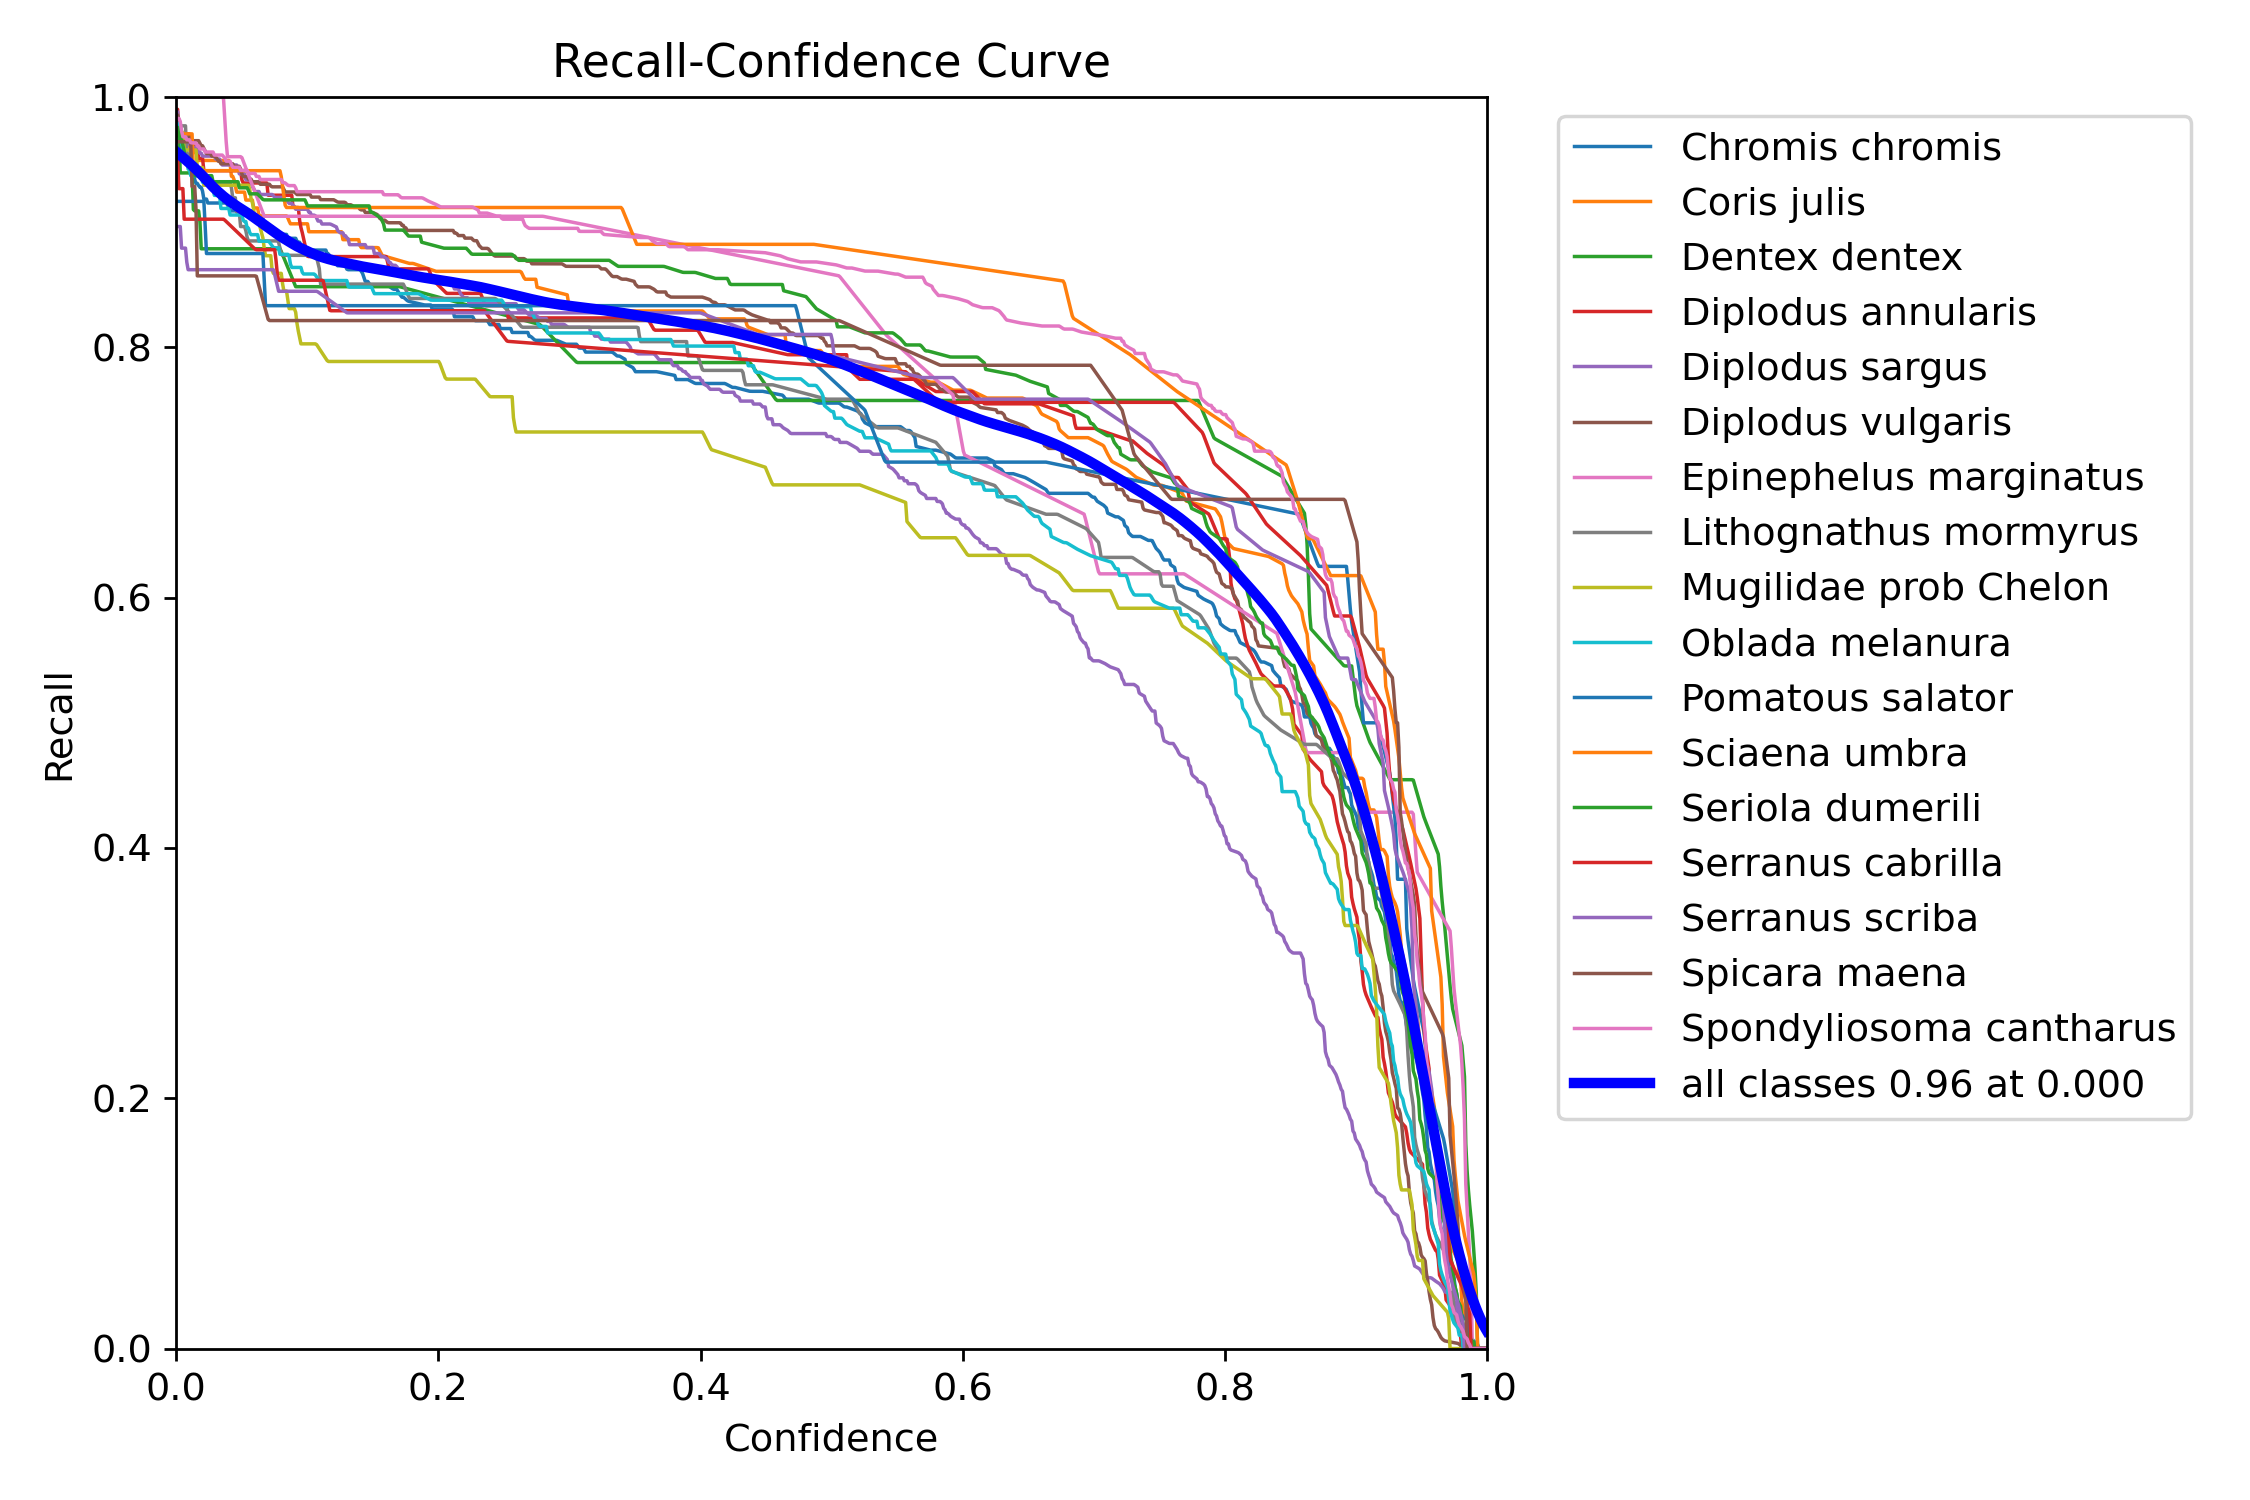 Recall-Confidence Curve
1.0
0.8
0.6
0.4
0.2
0.0
Recall
0.0 0.2 0.4 0.6 0.8 1.0
Confidence
Chromis chromis
Coris julis
Dentex dentex
Diplodus annularis
Diplodus sargus
Diplodus vulgaris
Epinephelus marginatus
Lithognathus mormyrus
Mugilidae prob Chelon
Oblada melanura
Pomatous salator
Sciaena umbra
Seriola dumerili
Serranus cabrilla
Serranus scriba
Spicara maena
Spondyliosoma cantharus
all classes 0.96 at 0.000